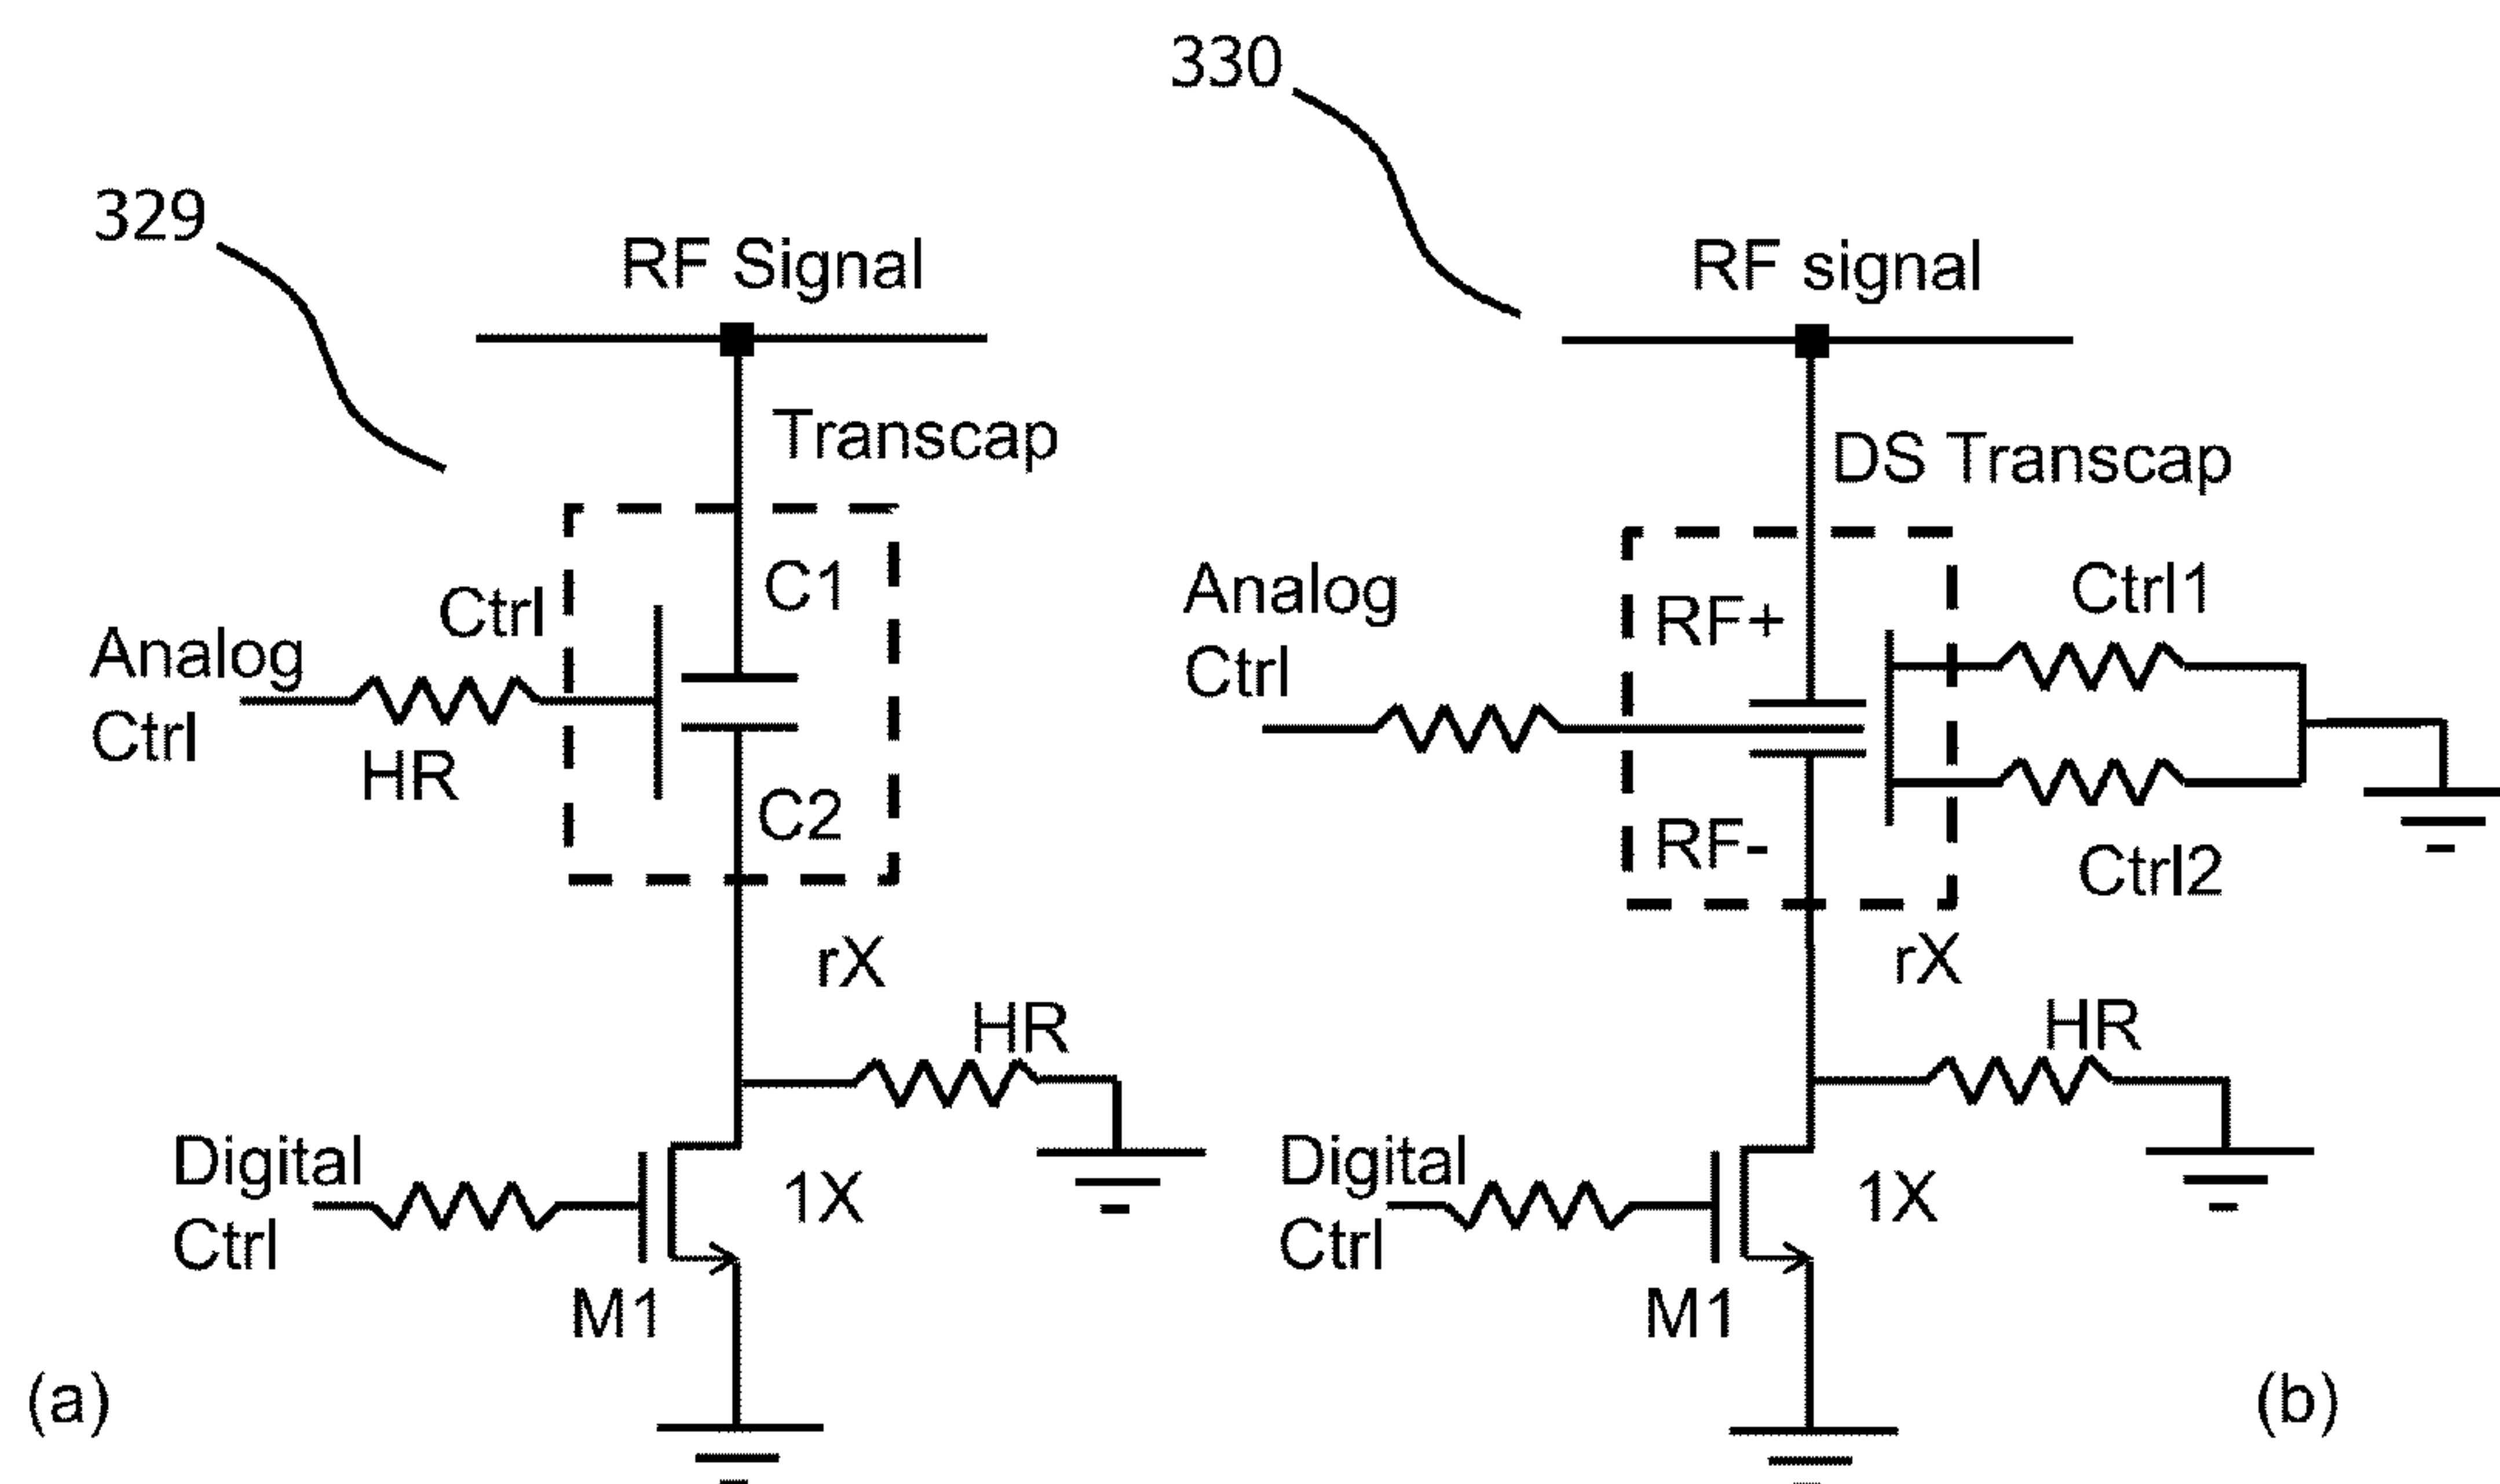 329
RF Signal
Transcap
C1
Ctrl
Analog
Ctrl
HR
C2
rX
HR
Digital
Ctrl
1X
M1
(a)
330
RF signal
DS Transcap
Analog
Ctrl
RF+
Ctrl1
RF-
Ctrl2
rX
HR
Digital
Ctrl
1X
M1
(b)